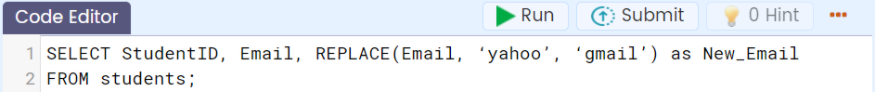 Code Editor Run Submit 0 Hint
1 SELECT StudentID, Email, REPLACE(Email, ‘yahoo’, ‘gmail’) as New_Email
2 FROM students;